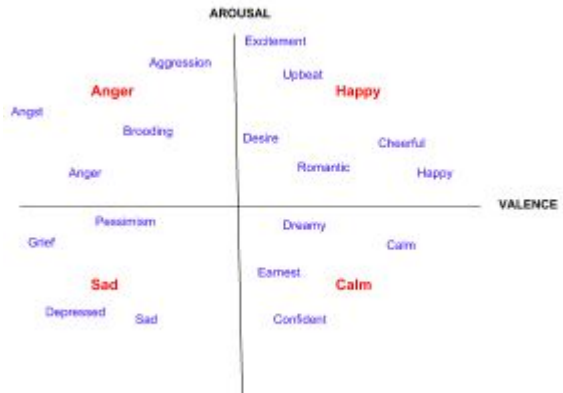 AROUSAL
Excitement
Aggression
Upbeat
Anger
Happy
Angst
Brooding
Desire
Cheerful
Romantic
Anger
Happy
VALENCE
Pessimism
Dreamy
Grief
Calm
Earnest
Sad
Calm
Depressed
Sad
Confident